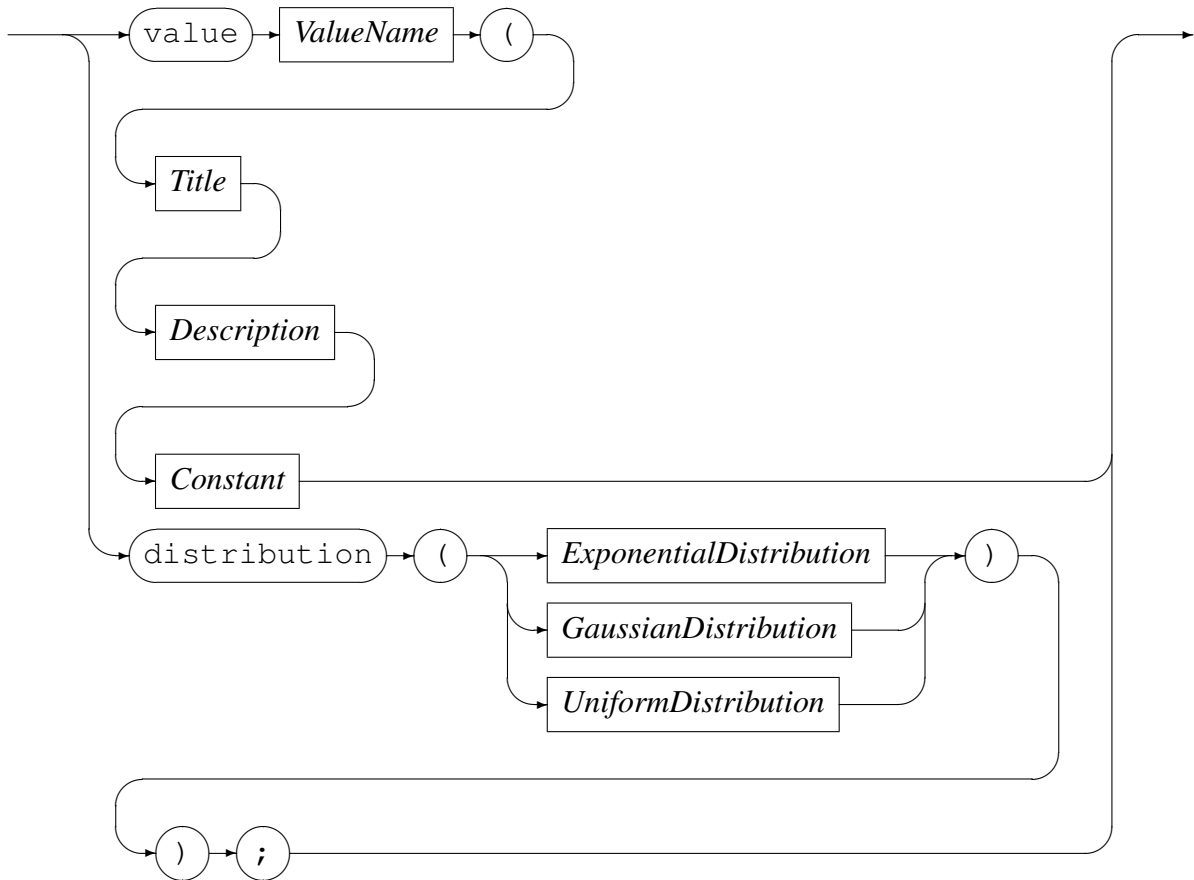 value ValueName (
Title
Description
Constant
distribution ( ExponentialDistribution )
GaussianDistribution
UniformDistribution
) ;